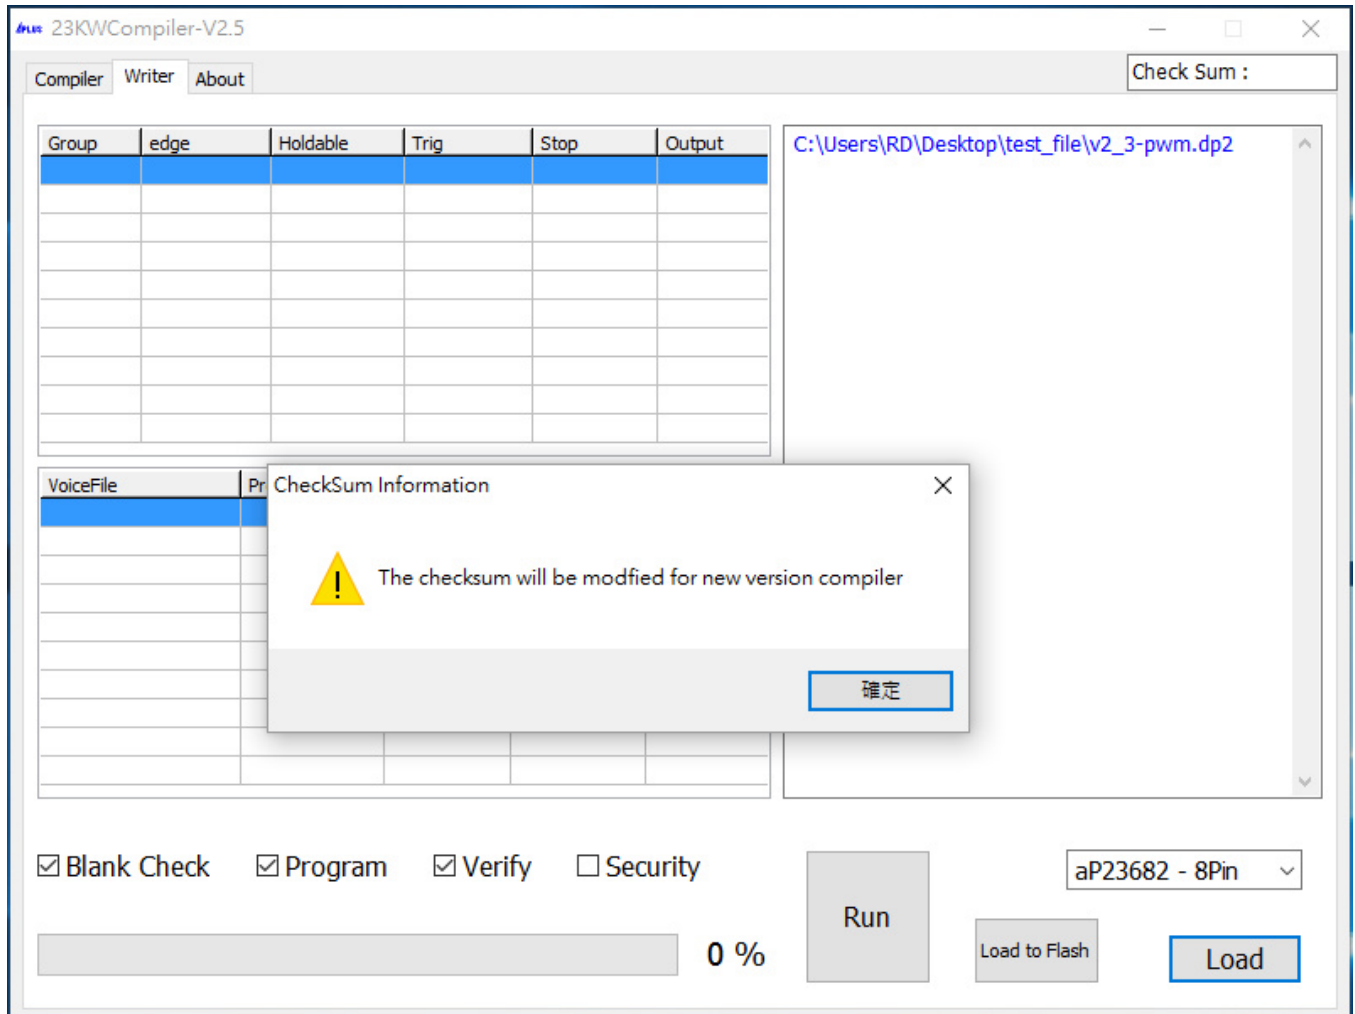 APLUS 23KWCompiler-V2.5
Compiler Writer About
Check Sum :
Group edge Holdable Trig Stop Output
C:\Users\RD\Desktop\test_file\v2_3-pwm.dp2
VoiceFile Pr
CheckSum Information
The checksum will be modfied for new version compiler
確定
Blank Check Program Verify Security
aP23682 - 8Pin
Run
0 %
Load to Flash
Load